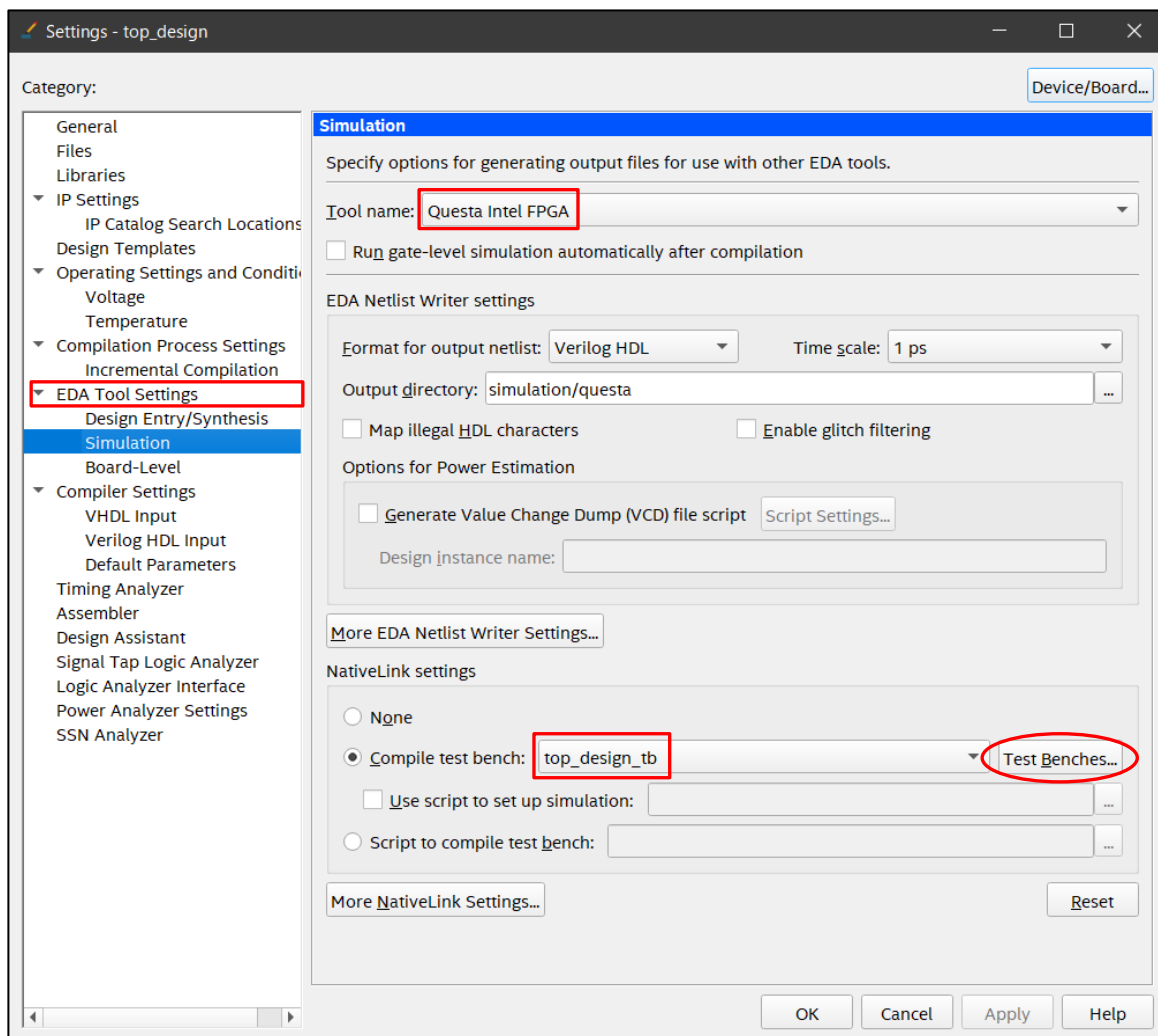 Settings - top_design
Category:
Device/Board...
General
Files
Libraries
IP Settings
IP Catalog Search Locations
Design Templates
Operating Settings and Conditi
Voltage
Temperature
Compilation Process Settings
Incremental Compilation
EDA Tool Settings
Design Entry/Synthesis
Simulation
Board-Level
Compiler Settings
VHDL Input
Verilog HDL Input
Default Parameters
Timing Analyzer
Assembler
Design Assistant
Signal Tap Logic Analyzer
Logic Analyzer Interface
Power Analyzer Settings
SSN Analyzer
Simulation
Specify options for generating output files for use with other EDA tools.
Tool name: Questa Intel FPGA
Run gate-level simulation automatically after compilation
EDA Netlist Writer settings
Format for output netlist: Verilog HDL Time scale: 1 ps
Output directory: simulation/questa ...
Map illegal HDL characters Enable glitch filtering
Options for Power Estimation
Generate Value Change Dump (VCD) file script Script Settings...
Design instance name:
More EDA Netlist Writer Settings...
NativeLink settings
None
Compile test bench: top_design_tb Test Benches...
Use script to set up simulation: ...
Script to compile test bench: ...
More NativeLink Settings... Reset
OK Cancel Apply Help